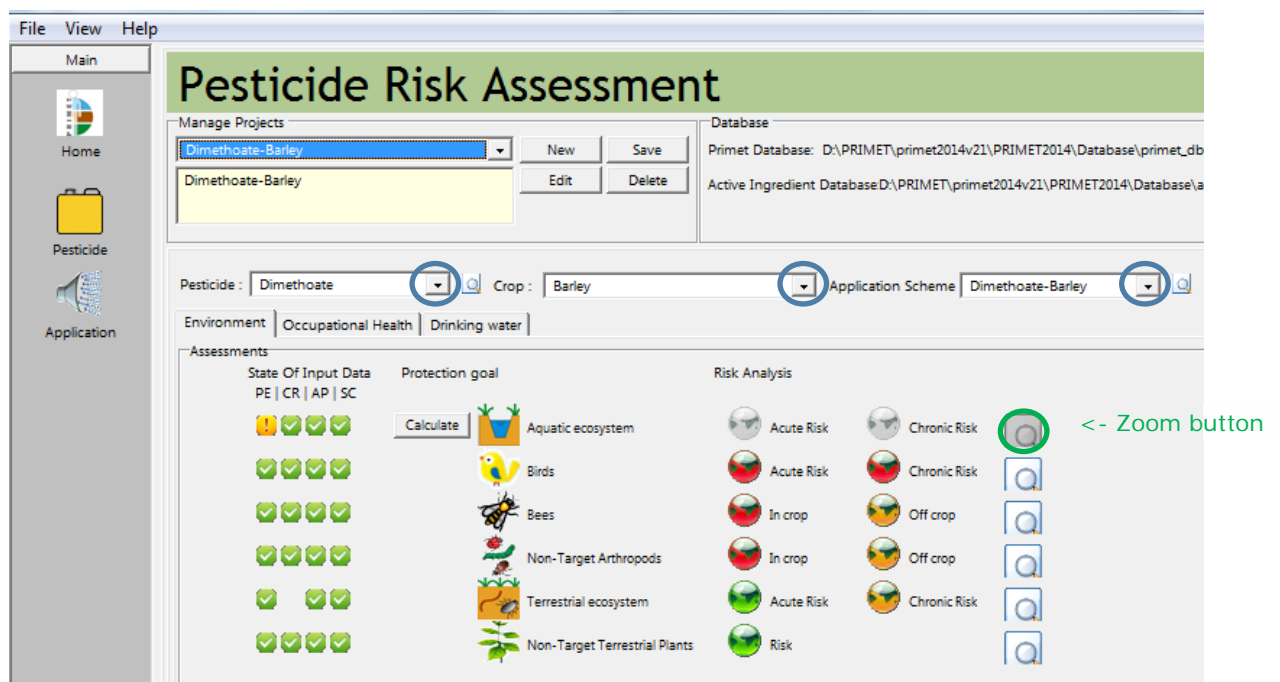 File View Help
Main
Home
Pesticide
Application
Pesticide Risk Assessment
Manage Projects
Dimethoate-Barley
New Save
Dimethoate-Barley
Edit Delete
Database
Primet Database: D:\PRIMET\primet2014v21\PRIMET2014\Database\primet_db
Active Ingredient Database:D:\PRIMET\primet2014v21\PRIMET2014\Database\a
Pesticide : Dimethoate Crop : Barley Application Scheme Dimethoate-Barley
Environment Occupational Health Drinking water
Assessments
State Of Input Data Protection goal Risk Analysis
PE | CR | AP | SC
Calculate Aquatic ecosystem Acute Risk Chronic Risk <- Zoom button
Birds Acute Risk Chronic Risk
Bees In crop Off crop
Non-Target Arthropods In crop Off crop
Terrestrial ecosystem Acute Risk Chronic Risk
Non-Target Terrestrial Plants Risk